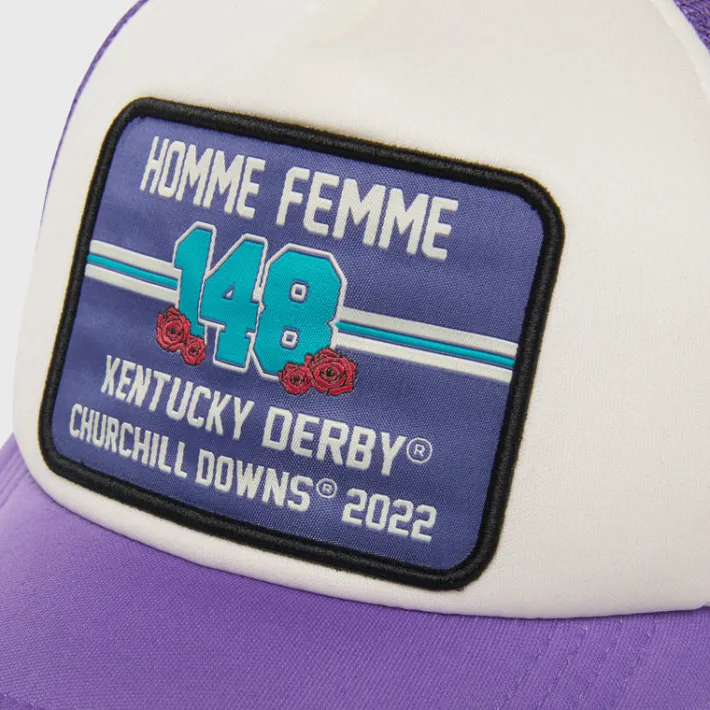 HOMME FEMME
148
KENTUCKY DERBY®
CHURCHILL DOWNS® 2022